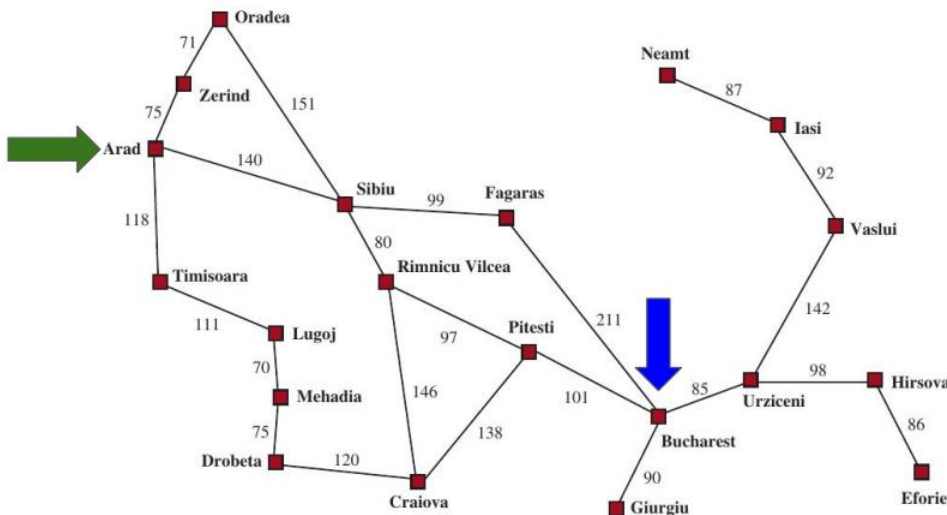 Oradea
71
Neamt
87
Zerind
151
75
Iasi
Arad
140
92
Sibiu
Fagaras
99
118
Vaslui
80
Timisoara
Rimnicu Vilcea
142
111
211
Lugoj
97
Pitesti
70
98
Hirsova
Mehadia
146
101
85
Urziceni
75
138
86
Bucharest
Drobeta
120
90
Craiova
Giurgiu
Eforie